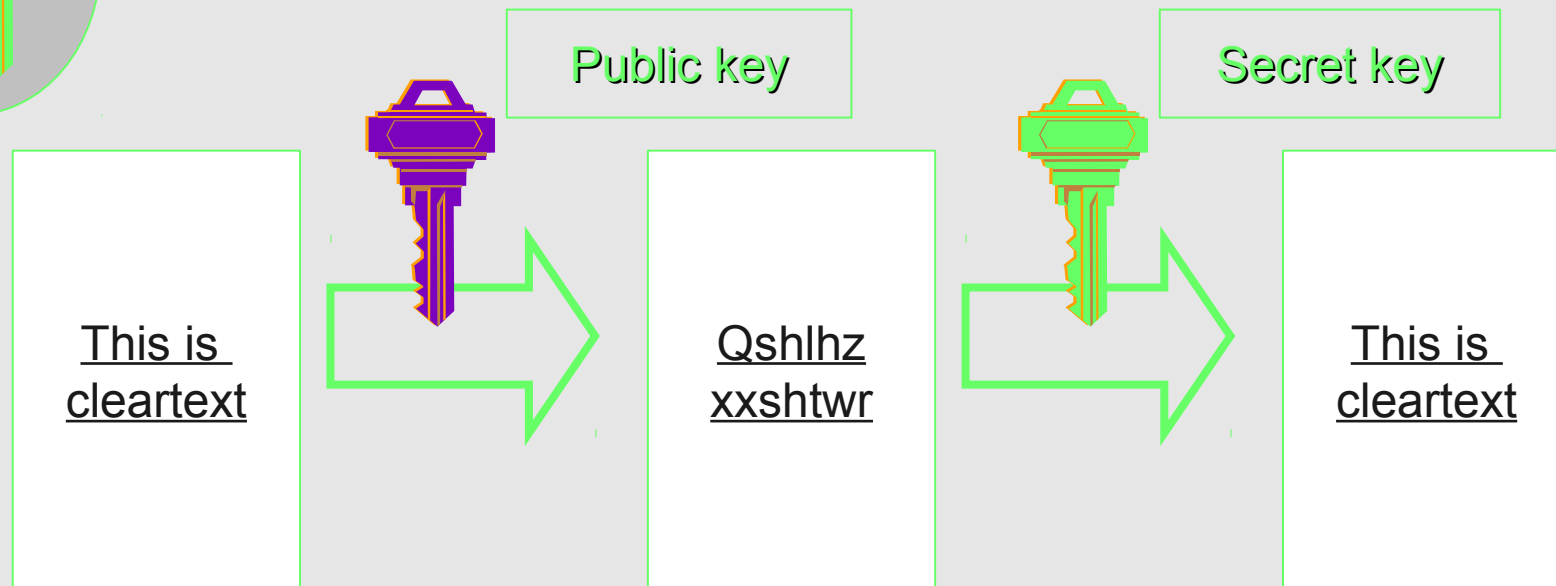 Public key
Secret key
This is
cleartext
Qshlhz
xxshtwr
This is
cleartext